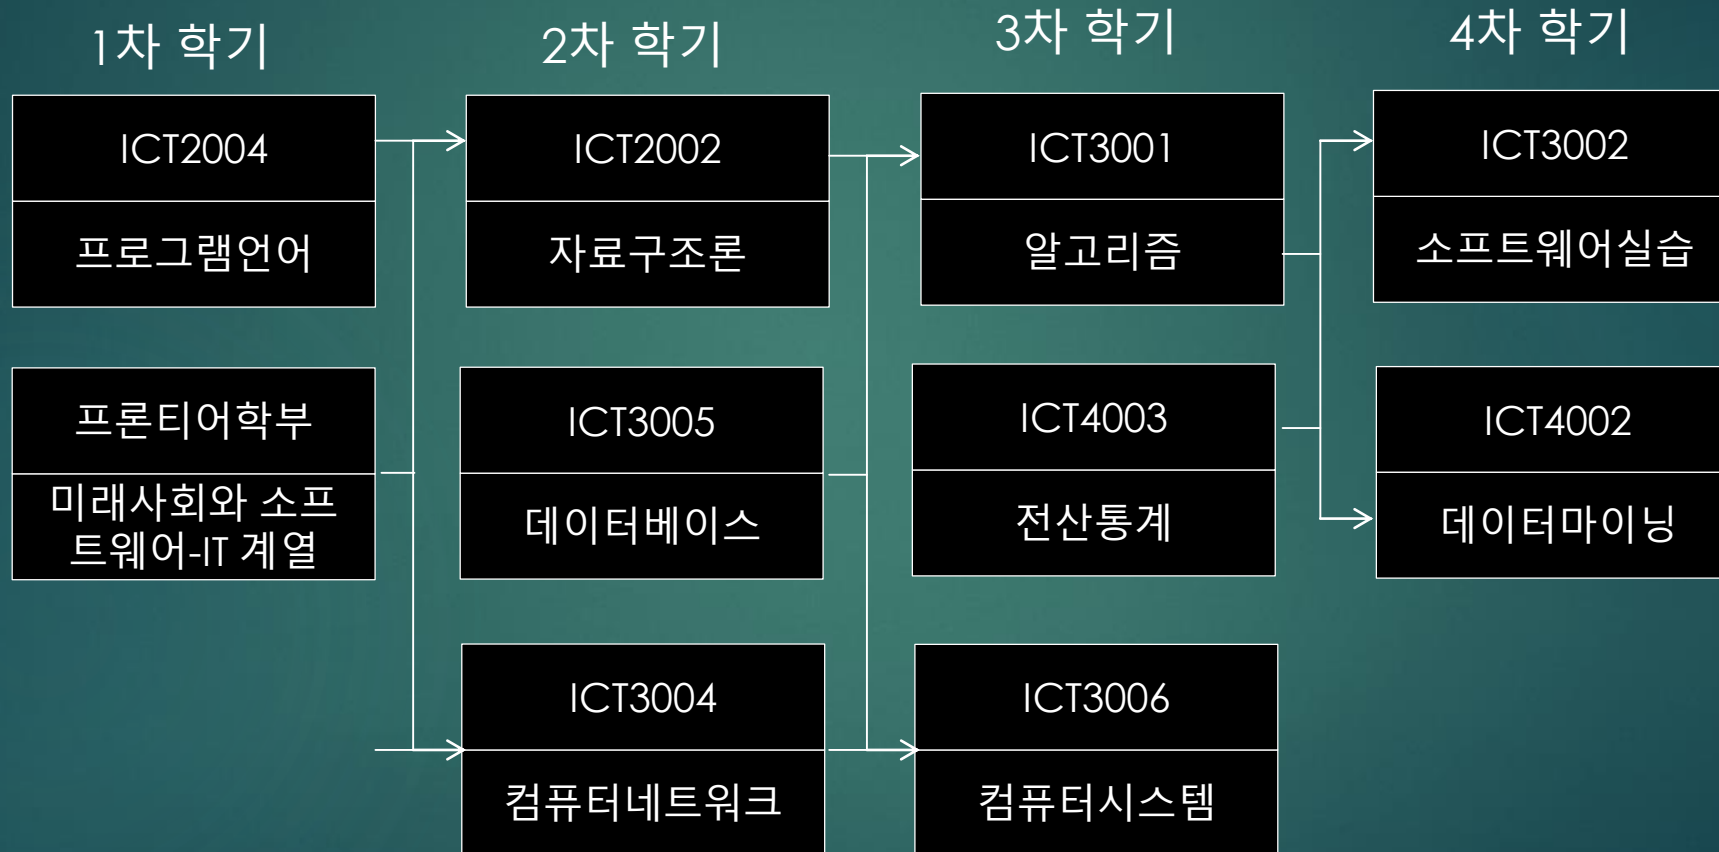 1차 학기
2차 학기
3차 학기
4차 학기
ICT2004
프로그램언어
ICT2002
자료구조론
ICT3001
알고리즘
ICT3002
소프트웨어실습
프론티어학부
미래사회와 소프
트웨어-IT 계열
ICT3005
데이터베이스
ICT4003
전산통계
ICT4002
데이터마이닝
ICT3004
컴퓨터네트워크
ICT3006
컴퓨터시스템